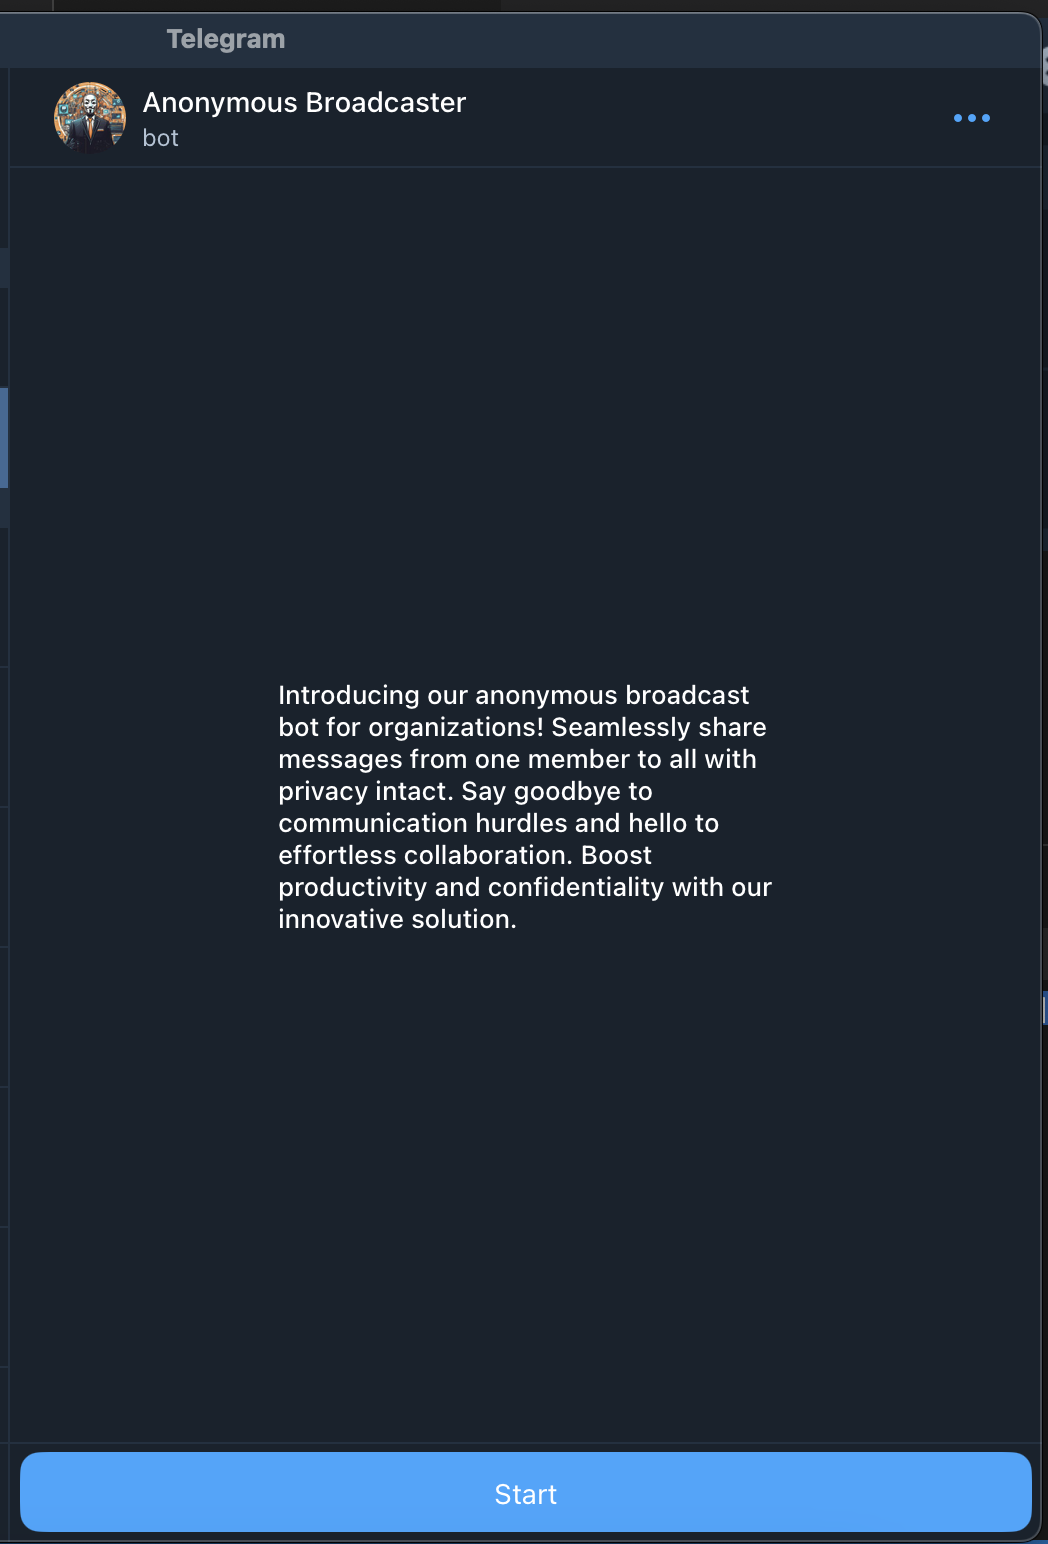 Telegram
Anonymous Broadcaster
bot
Introducing our anonymous broadcast
bot for organizations! Seamlessly share
messages from one member to all with
privacy intact. Say goodbye to
communication hurdles and hello to
effortless collaboration. Boost
productivity and confidentiality with our
innovative solution.
Start